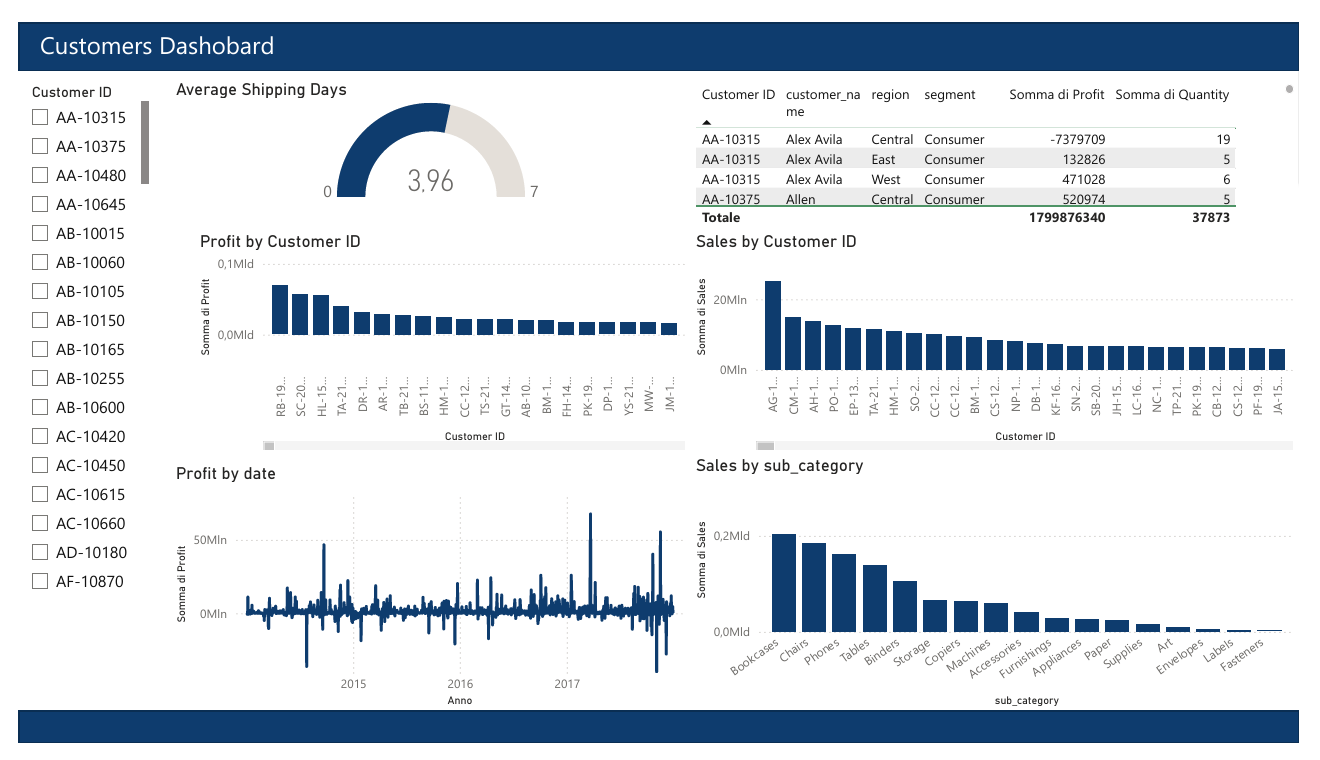 Customers Dashobard
Customer ID
AA-10315
AA-10375
AA-10480
AA-10645
AB-10015
AB-10060
AB-10105
AB-10150
AB-10165
AB-10255
AB-10600
AC-10420
AC-10450
AC-10615
AC-10660
AD-10180
AF-10870
Average Shipping Days
3,96
0
7
Customer ID customer_na region segment Somma di Profit Somma di Quantity
me
AA-10315 Alex Avila Central Consumer -7379709 19
AA-10315 Alex Avila East Consumer 132826 5
AA-10315 Alex Avila West Consumer 471028 6
AA-10375 Allen Central Consumer 520974 5
Totale 1799876340 37873
Profit by Customer ID
Somma di Profit
0,1Mld
0,0Mld
RB-19...
SC-20...
HL-15...
TA-21...
DR-1...
AR-1...
TB-21...
BS-11...
HM-1...
CC-12...
TS-21...
GT-14...
AB-10...
BM-1...
FH-14...
PK-19...
DP-1...
YS-21...
MW-...
JM-1...
Customer ID
Sales by Customer ID
Somma di Sales
20Mln
0Mln
AG-1...
CM-1...
AH-1...
PO-1...
EP-13...
TA-21...
HM-1...
SO-2...
CC-12...
CC-12...
BM-1...
CS-12...
NP-1...
DB-1...
KF-16...
SN-2...
SB-20...
JH-15...
LC-16...
NC-1...
TP-21...
PK-19...
CB-12...
CS-12...
PF-19...
JA-15...
Customer ID
Profit by date
Somma di Profit
50Mln
0Mln
2015 2016 2017
Anno
Sales by sub_category
Somma di Sales
0,2Mld
0,0Mld
Bookcases
Chairs
Phones
Tables
Binders
Storage
Copiers
Machines
Accessories
Furnishings
Appliances
Paper
Supplies
Art
Envelopes
Labels
Fasteners
sub_category